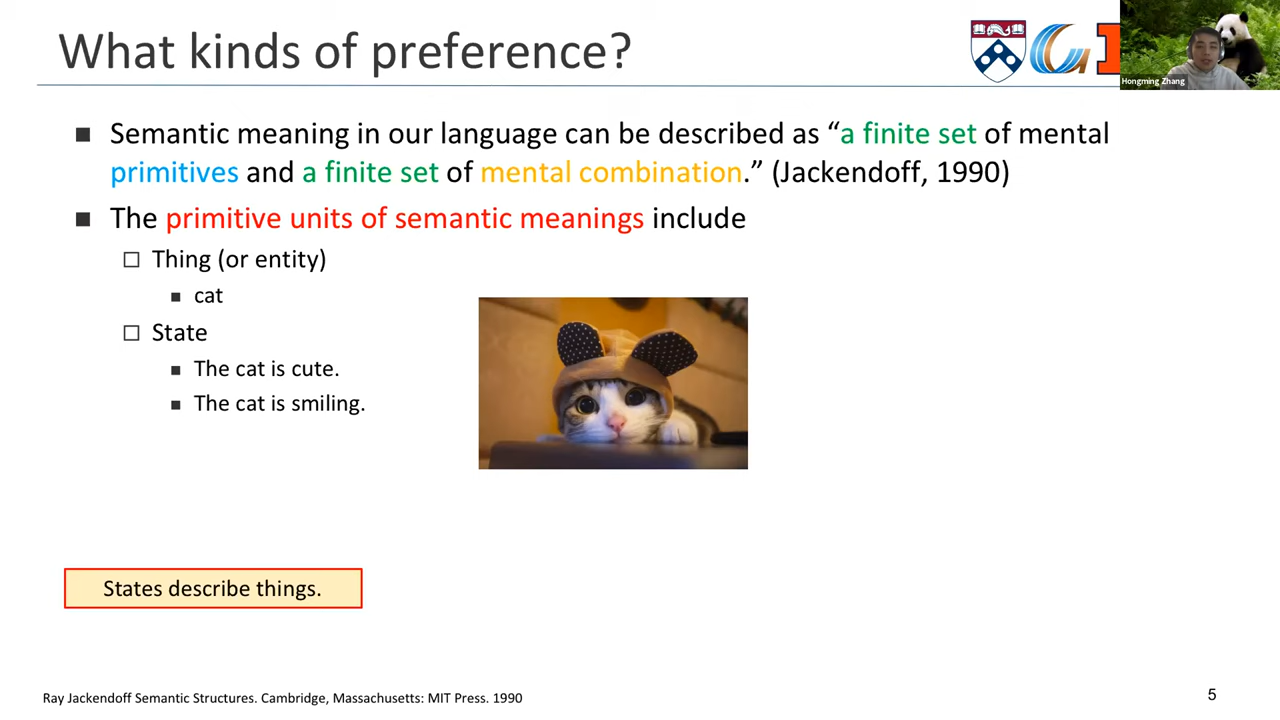 What kinds of preference?
Hongming Zhang
■ Semantic meaning in our language can be described as “a finite set of mental
primitives and a finite set of mental combination.” (Jackendoff, 1990)
■ The primitive units of semantic meanings include
□ Thing (or entity)
■ cat
□ State
■ The cat is cute.
■ The cat is smiling.
States describe things.
Ray Jackendoff Semantic Structures. Cambridge, Massachusetts: MIT Press. 1990
5